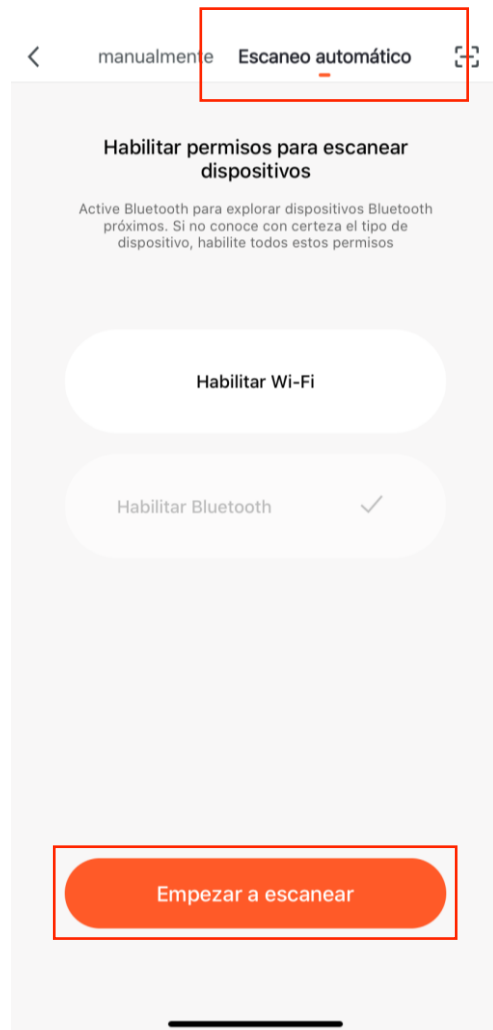 manualmente Escaneo automático
Habilitar permisos para escanear
dispositivos
Active Bluetooth para explorar dispositivos Bluetooth
próximos. Si no conoce con certeza el tipo de
dispositivo, habilite todos estos permisos
Habilitar Wi-Fi
Habilitar Bluetooth
Empezar a escanear